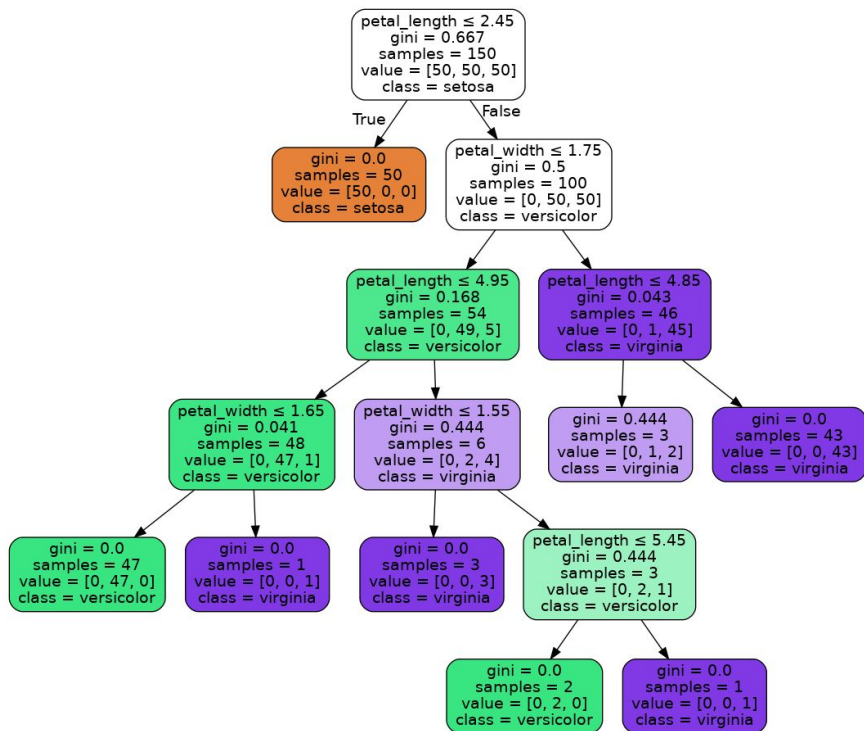 petal_length ≤ 2.45
gini = 0.667
samples = 150
value = [50, 50, 50]
class = setosa
True
False
gini = 0.0
samples = 50
value = [50, 0, 0]
class = setosa
petal_width ≤ 1.75
gini = 0.5
samples = 100
value = [0, 50, 50]
class = versicolor
petal_length ≤ 4.95
gini = 0.168
samples = 54
value = [0, 49, 5]
class = versicolor
petal_length ≤ 4.85
gini = 0.043
samples = 46
value = [0, 1, 45]
class = virginia
petal_width ≤ 1.65
gini = 0.041
samples = 48
value = [0, 47, 1]
class = versicolor
petal_width ≤ 1.55
gini = 0.444
samples = 6
value = [0, 2, 4]
class = virginia
gini = 0.444
samples = 3
value = [0, 1, 2]
class = virginia
gini = 0.0
samples = 43
value = [0, 0, 43]
class = virginia
gini = 0.0
samples = 47
value = [0, 47, 0]
class = versicolor
gini = 0.0
samples = 1
value = [0, 0, 1]
class = virginia
gini = 0.0
samples = 3
value = [0, 0, 3]
class = virginia
petal_length ≤ 5.45
gini = 0.444
samples = 3
value = [0, 2, 1]
class = versicolor
gini = 0.0
samples = 2
value = [0, 2, 0]
class = versicolor
gini = 0.0
samples = 1
value = [0, 0, 1]
class = virginia